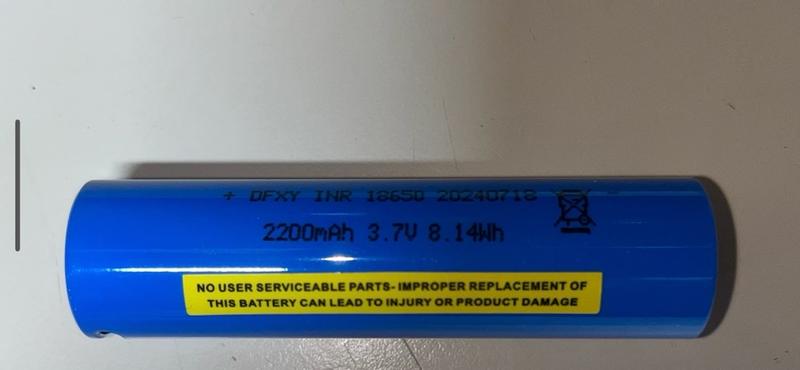 + DFXY INR 18650 20240718 -
2200mAh 3.7V 8.14Wh
NO USER SERVICEABLE PARTS- IMPROPER REPLACEMENT OF
THIS BATTERY CAN LEAD TO INJURY OR PRODUCT DAMAGE